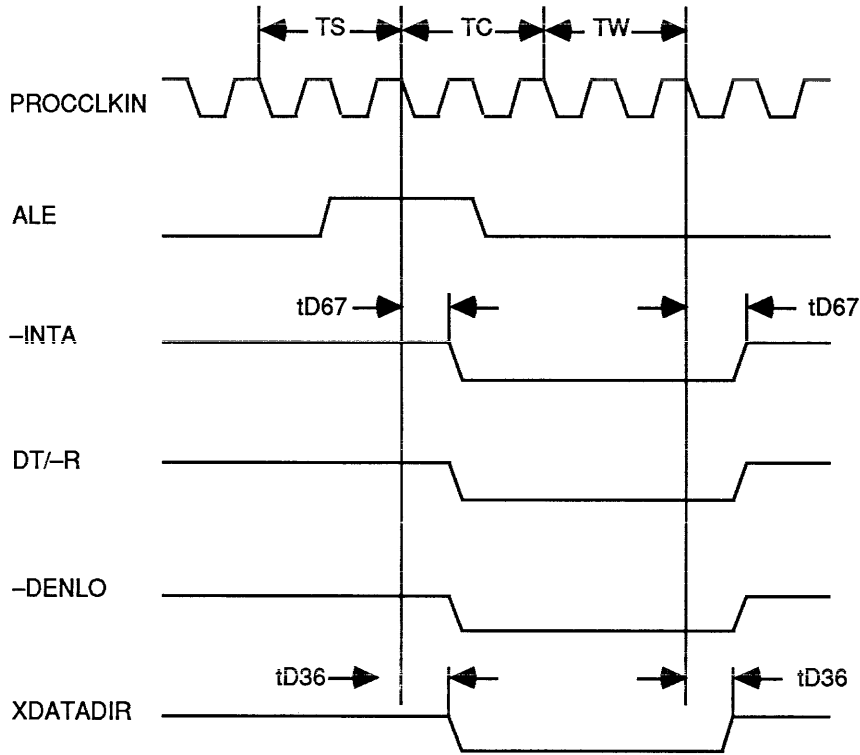 TS TC TW
PROCCLKIN
ALE
tD67 tD67
–INTA
DT/–R
–DENLO
tD36 tD36
XDATADIR